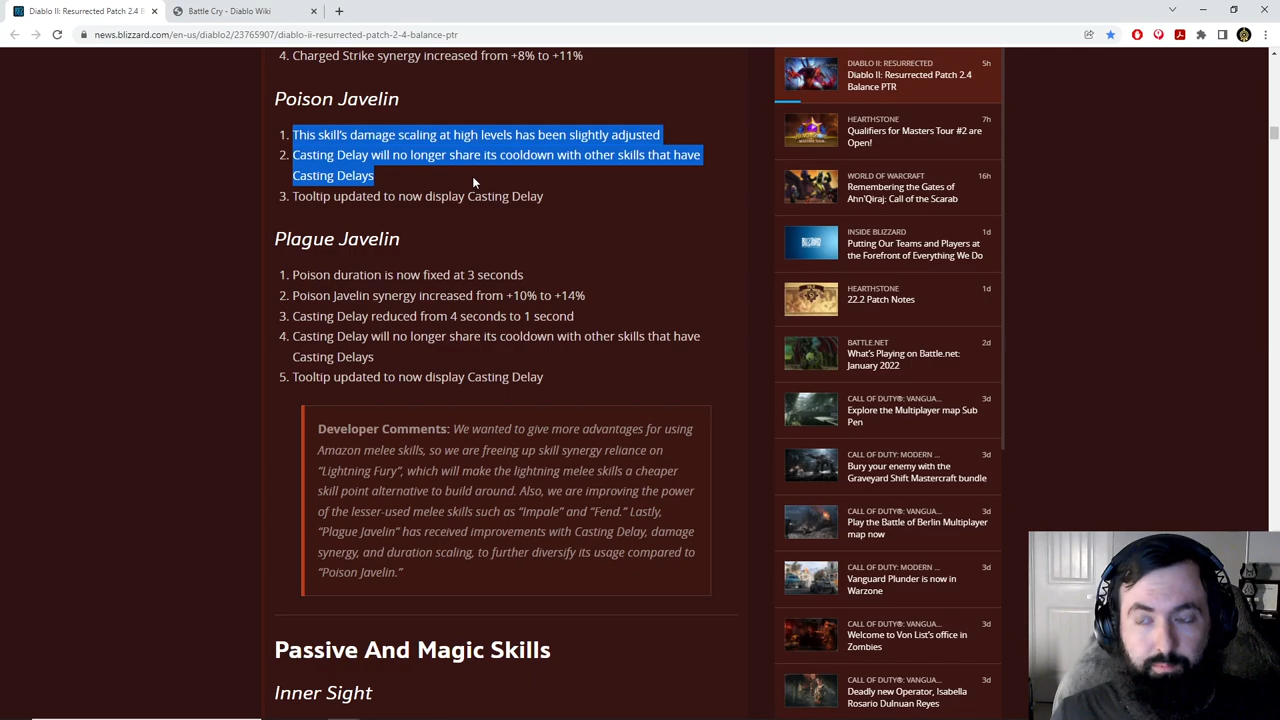 Diablo II: Resurrected Patch 2.4 B
Battle Cry - Diablo Wiki
news.blizzard.com/en-us/diablo2/23765907/diablo-ii-resurrected-patch-2-4-balance-ptr
4. Charged Strike synergy increased from +8% to +11%
Poison Javelin
1. This skill's damage scaling at high levels has been slightly adjusted
2. Casting Delay will no longer share its cooldown with other skills that have
Casting Delays
3. Tooltip updated to now display Casting Delay
Plague Javelin
1. Poison duration is now fixed at 3 seconds
2. Poison Javelin synergy increased from +10% to +14%
3. Casting Delay reduced from 4 seconds to 1 second
4. Casting Delay will no longer share its cooldown with other skills that have
Casting Delays
5. Tooltip updated to now display Casting Delay
Developer Comments: We wanted to give more advantages for using
Amazon melee skills, so we are freeing up skill synergy reliance on
“Lightning Fury”, which will make the lightning melee skills a cheaper
skill point alternative to build around. Also, we are improving the power
of the lesser-used melee skills such as “Impale” and “Fend.” Lastly,
“Plague Javelin” has received improvements with Casting Delay, damage
synergy, and duration scaling, to further diversify its usage compared to
“Poison Javelin.”
Passive And Magic Skills
Inner Sight
DIABLO II: RESURRECTED 5h
Diablo II: Resurrected Patch 2.4
Balance PTR
HEARTHSTONE 7h
Qualifiers for Masters Tour #2 are
Open!
WORLD OF WARCRAFT 16h
Remembering the Gates of
Ahn'Qiraj: Call of the Scarab
INSIDE BLIZZARD 1d
Putting Our Teams and Players at
the Forefront of Everything We Do
HEARTHSTONE 1d
22.2 Patch Notes
BATTLE.NET 2d
What's Playing on Battle.net:
January 2022
CALL OF DUTY®: VANGUA... 3d
Explore the Multiplayer map Sub
Pen
CALL OF DUTY: MODERN ... 3d
Bury your enemy with the
Graveyard Shift Mastercraft bundle
CALL OF DUTY®: VANGUA... 3d
Play the Battle of Berlin Multiplayer
map now
CALL OF DUTY: MODERN ... 3d
Vanguard Plunder is now in
Warzone
CALL OF DUTY®: VANGUA... 3d
Welcome to Von List's office in
Zombies
CALL OF DUTY®: VANGUA... 3d
Deadly new Operator, Isabella
Rosario Dulnuan Reyes